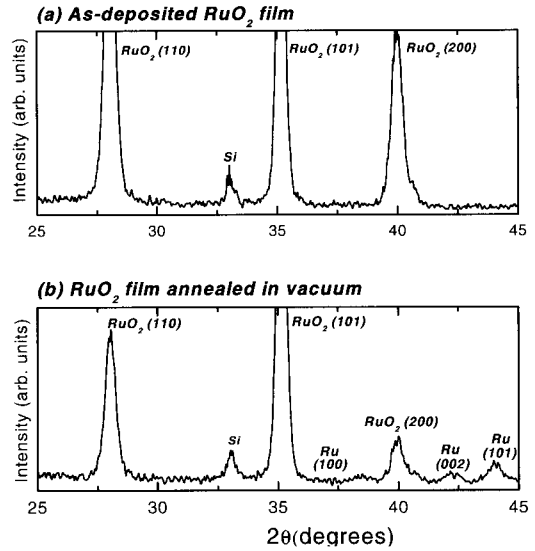 (a) As-deposited RuO2 film
Intensity (arb. units)
RuO2 (110)
RuO2 (101)
RuO2 (200)
Si
25 30 35 40 45
(b) RuO2 film annealed in vacuum
Intensity (arb. units)
RuO2 (110)
RuO2 (101)
Si
Ru
(100)
RuO2 (200)
Ru
(002)
Ru
(101)
25 30 35 40 45
2θ(degrees)